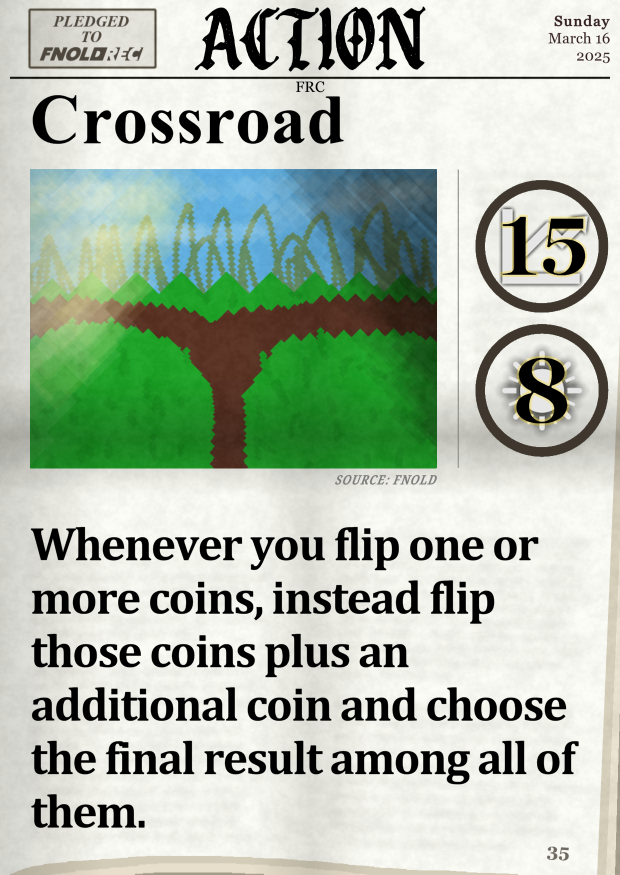 PLEDGED
TO
FNOLD REC
ACTION
Sunday
March 16
2025
FRC
Crossroad
15
8
SOURCE: FNOLD
Whenever you flip one or
more coins, instead flip
those coins plus an
additional coin and choose
the final result among all of
them.
35